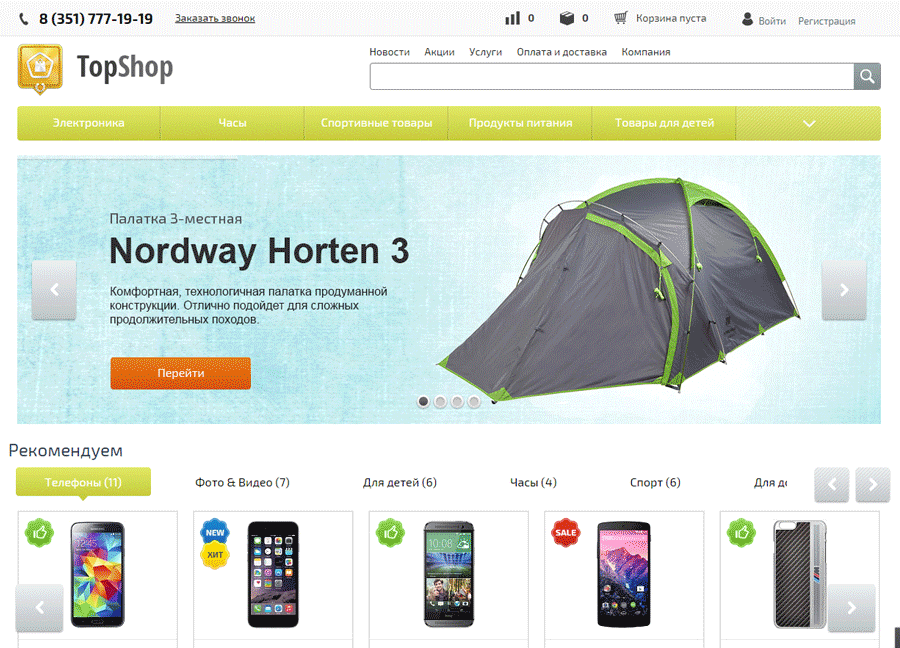 8 (351) 777-19-19
Заказать звонок
0
0
Корзина пуста
Войти
Регистрация
TopShop
Новости
Акции
Услуги
Оплата и доставка
Компания
Электроника
Часы
Спортивные товары
Продукты питания
Товары для детей
Палатка 3-местная
Nordway Horten 3
Комфортная, технологичная палатка продуманной
конструкции. Отлично подойдет для сложных
продолжительных походов.
Перейти
Рекомендуем
Телефоны (11)
Фото & Видео (7)
Для детей (6)
Часы (4)
Спорт (6)
Для де
NEW
ХИТ
SALE
10:08